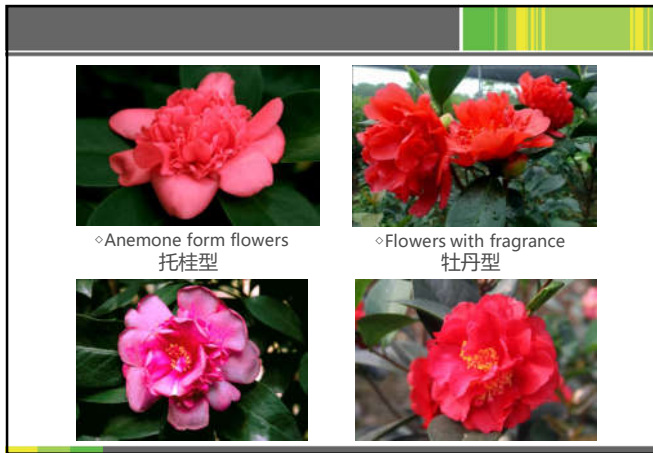 ◇Anemone form flowers
托桂型
◇Flowers with fragrance
牡丹型